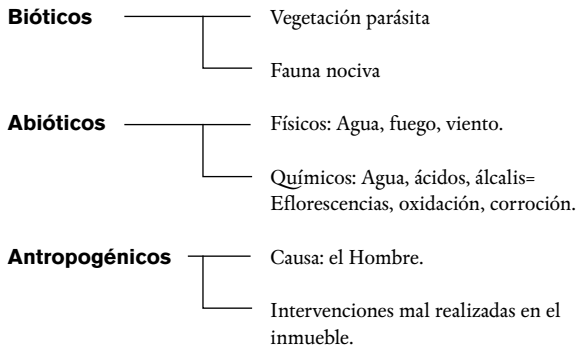 Bióticos Vegetación parásita
Fauna nociva
Abióticos Físicos: Agua, fuego, viento.
Químicos: Agua, ácidos, álcalis=
Eflorescencias, oxidación, corroción.
Antropogénicos Causa: el Hombre.
Intervenciones mal realizadas en el
inmueble.